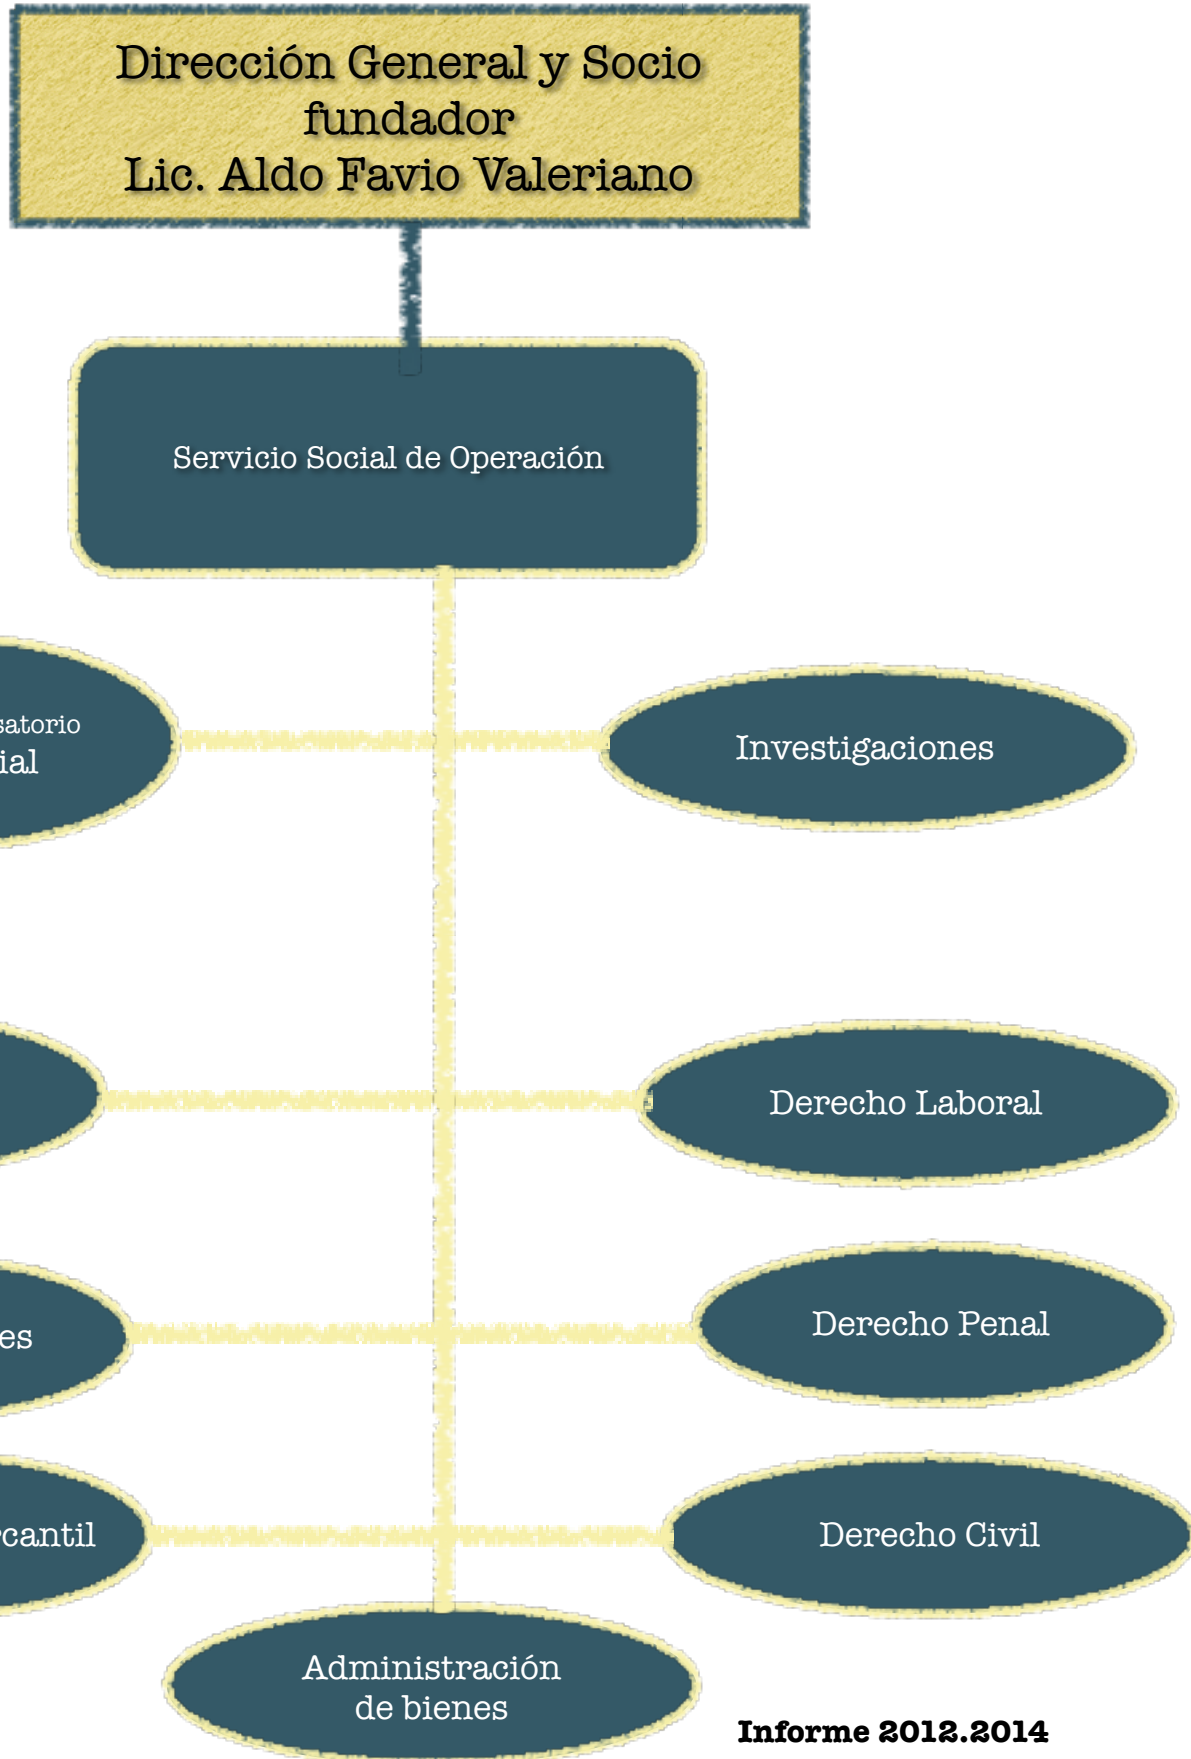 Dirección General y Socio
fundador
Lic. Aldo Favio Valeriano
Servicio Social de Operación
Investigaciones
Derecho Laboral
Derecho Penal
Derecho Civil
Administración
de bienes
Informe 2012.2014